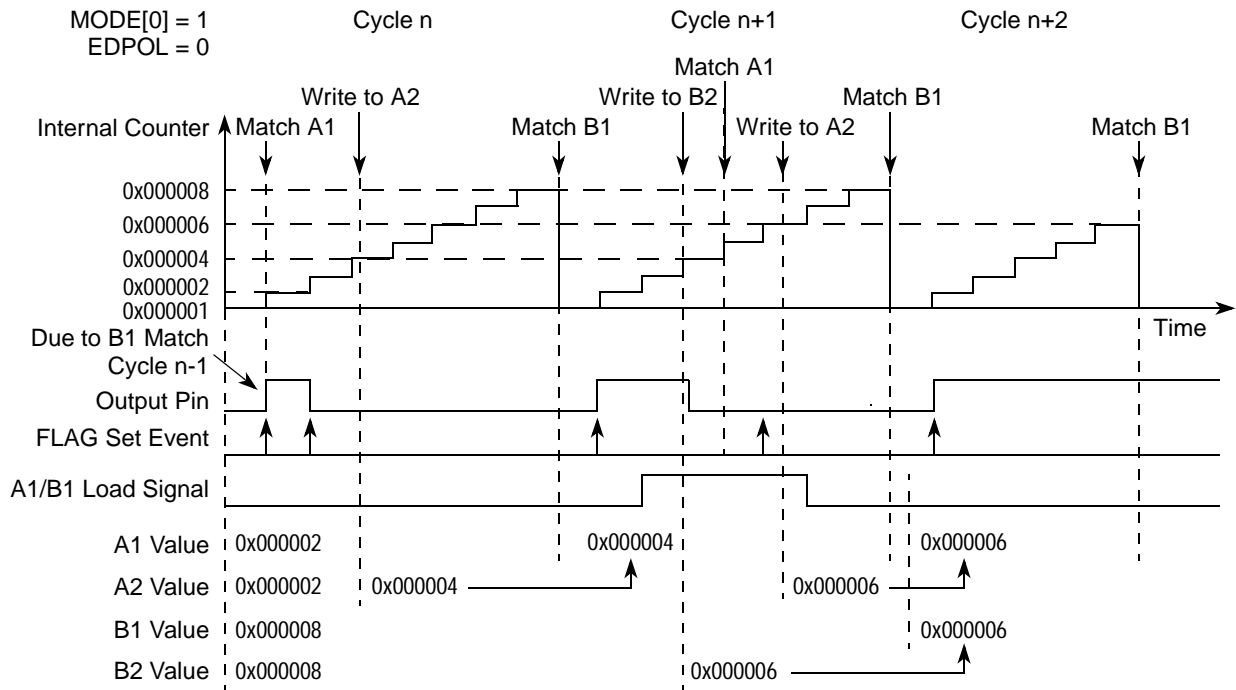 MODE[0] = 1
EDPOL = 0
Cycle n
Cycle n+1
Cycle n+2
Match A1
Write to A2
Write to B2
Match B1
Internal Counter
Match A1
Match B1
Write to A2
Match B1
0x000008
0x000006
0x000004
0x000002
0x000001
Time
Due to B1 Match
Cycle n-1
Output Pin
FLAG Set Event
A1/B1 Load Signal
A1 Value 0x000002 0x000004 0x000006
A2 Value 0x000002 0x000004 0x000006
B1 Value 0x000008 0x000006
B2 Value 0x000008 0x000006